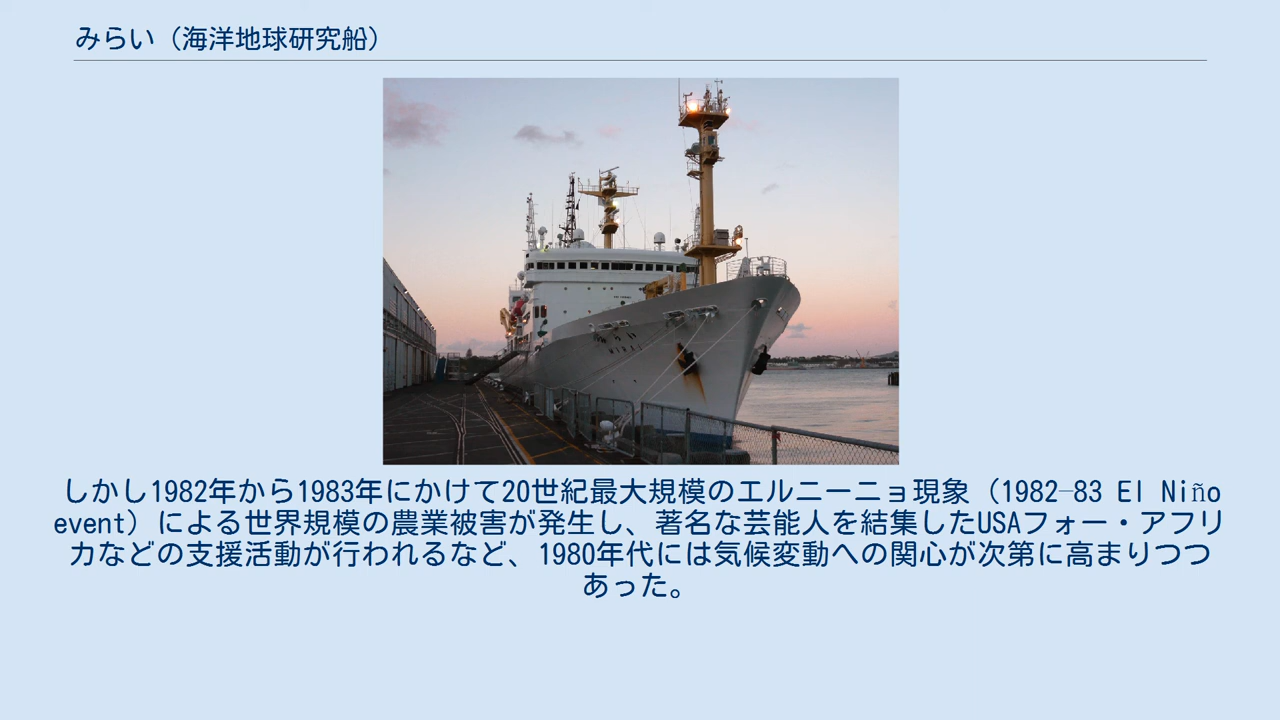 みらい（海洋地球研究船）
みらい
MIRAI
しかし1982年から1983年にかけて20世紀最大規模のエルニーニョ現象（1982–83 El Niño
event）による世界規模の農業被害が発生し、著名な芸能人を結集したUSAフォー・アフリ
カなどの支援活動が行われるなど、1980年代には気候変動への関心が次第に高まりつつ
あった。